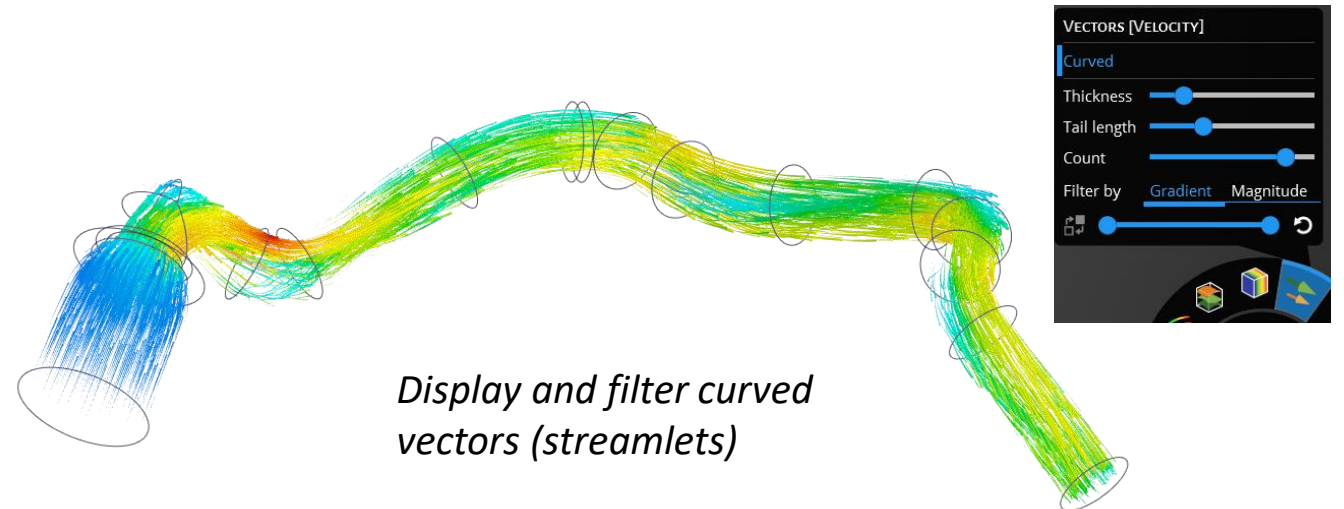 VECTORS [VELOCITY]
Curved
Thickness
Tail length
Count
Filter by Gradient Magnitude
Display and filter curved
vectors (streamlets)